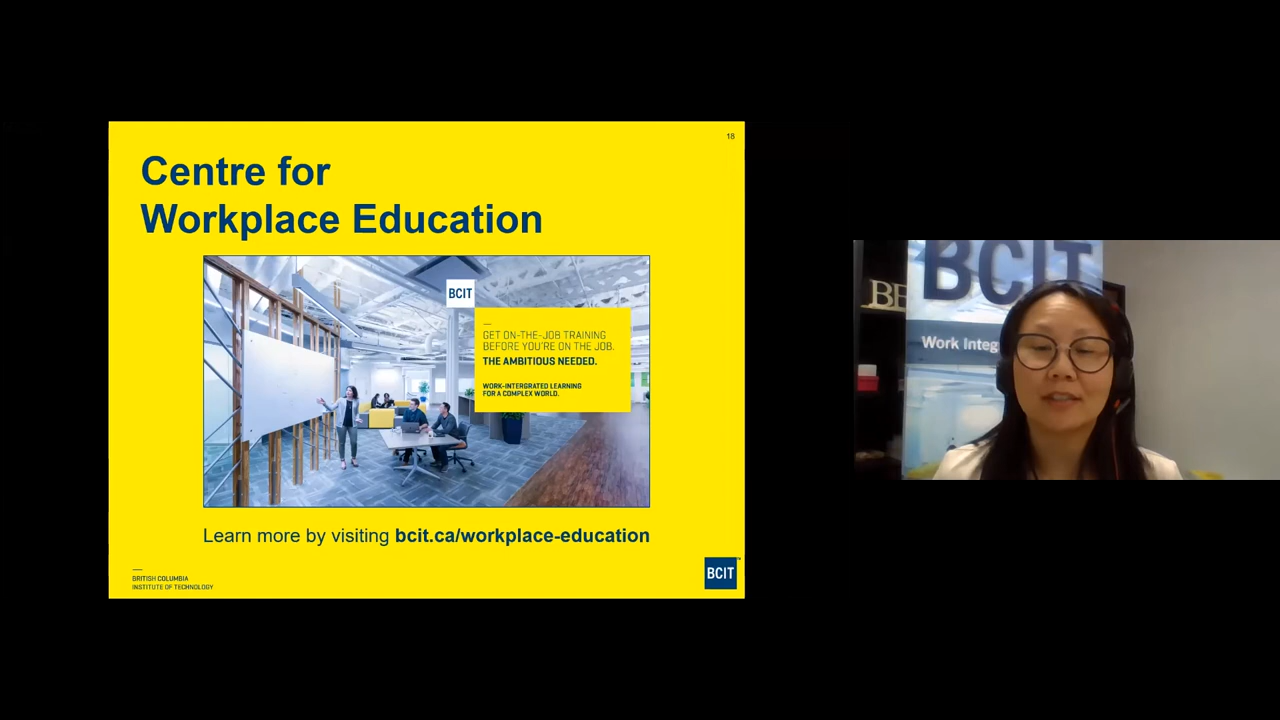 18
Centre for
Workplace Education
BCIT
GET ON-THE-JOB TRAINING
BEFORE YOU'RE ON THE JOB.
THE AMBITIOUS NEEDED.
WORK-INTERGRATED LEARNING
FOR A COMPLEX WORLD.
Learn more by visiting bcit.ca/workplace-education
BRITISH COLUMBIA
INSTITUTE OF TECHNOLOGY
BCIT
BCIT
BE
Work Integ